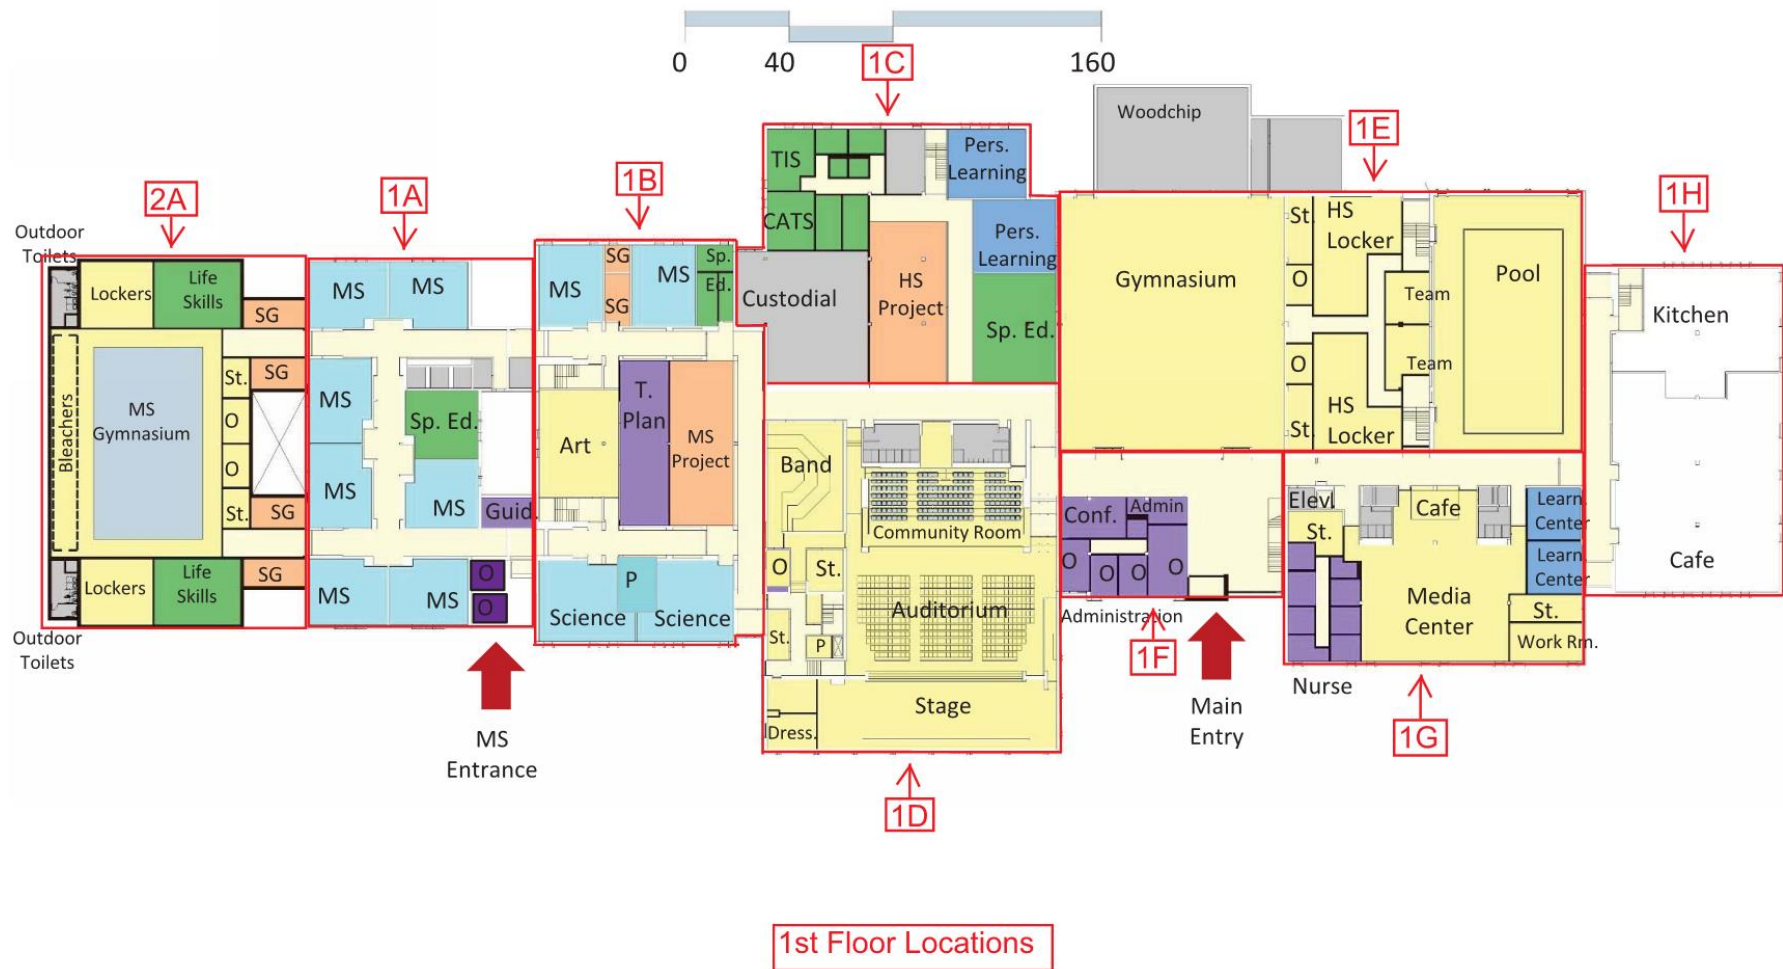 0
40
160
1C
Woodchip
1E
2A
1A
1B
1H
Outdoor
Toilets
Lockers
Life
Skills
SG
MS
MS
MS
SG
SG
MS
Sp.
Ed.
TIS
CATS
Custodial
Pers.
Learning
Pers.
Learning
HS
Project
Sp. Ed.
Gymnasium
St.
HS
Locker
O
Team
Pool
Kitchen
Bleachers
MS
Gymnasium
St.
SG
O
O
St.
SG
MS
Sp. Ed.
MS
MS
Guid.
Art
T.
Plan
MS
Project
Band
Community Room
O
HS
Locker
Team
St.
Conf.
Admin
O
O
O
O
Elev.
St.
Cafe
Learn.
Center
Learn.
Center
Cafe
Lockers
Life
Skills
SG
MS
MS
O
O
Science
P
Science
O
St.
Auditorium
St.
P
Administration
Media
Center
St.
Work Rm.
Outdoor
Toilets
1F
Nurse
Stage
Dress.
MS
Entrance
Main
Entry
1G
1D
1st Floor Locations